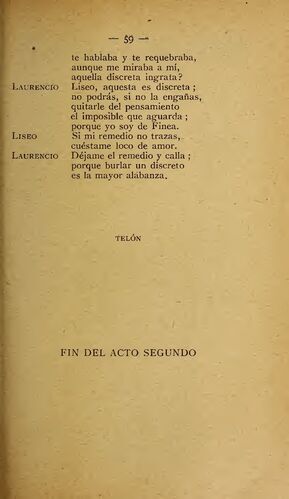 — 59 —
te hablaba y te requebraba,
aunque me miraba a mí,
aquella discreta ingrata?
LAURENCIO Liseo, aquesta es discreta ;
no podrás, si no la engañas,
quitarle del pensamiento
el imposible que aguarda ;
porque yo soy de Finea.
LISEO Si mi remedio no trazas,
cuéstame loco de amor.
LAURENCIO Déjame el remedio y calla ;
porque burlar un discreto
es la mayor alabanza.
TELÓN
FIN DEL ACTO SEGUNDO